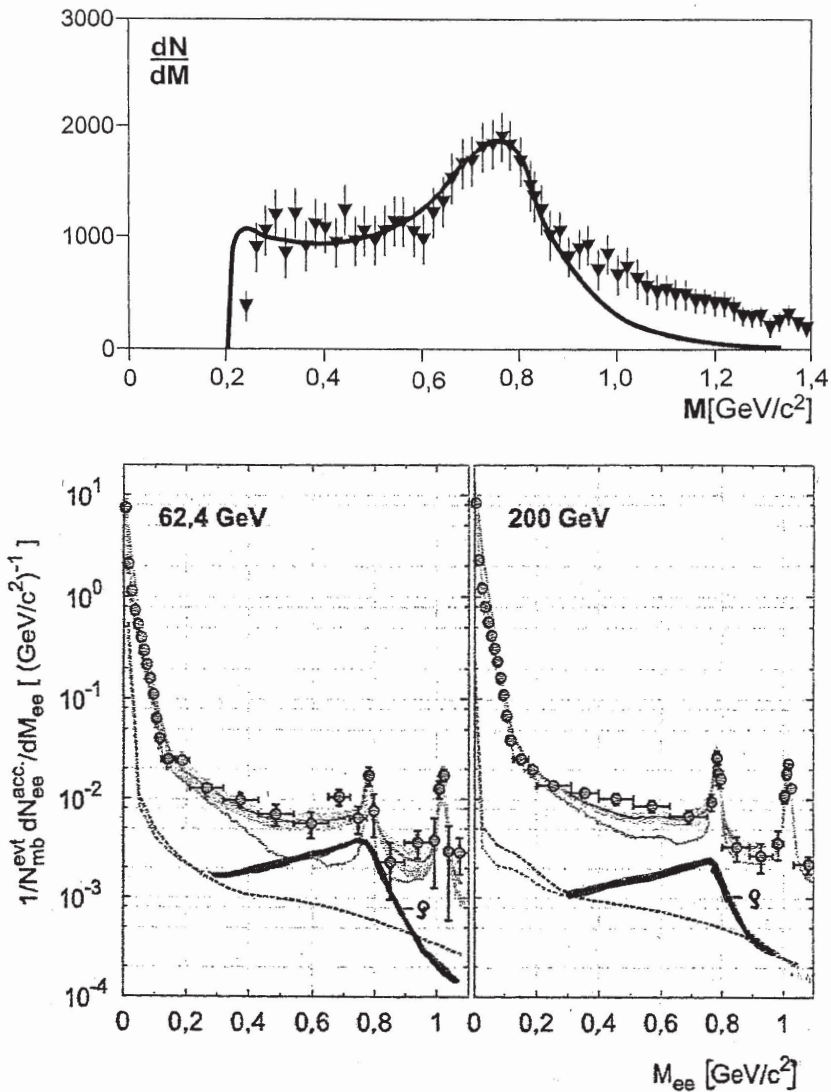 3000
dN
dM
2000
1000
0
0 0,2 0,4 0,6 0,8 1,0 1,2 1,4
M[GeV/c²]
1/N_mb^evt dN_ee^acc./dM_ee [ (GeV/c²)⁻¹ ]
10¹
10⁰
10⁻¹
10⁻²
10⁻³
10⁻⁴
62,4 GeV
ρ
0 0,2 0,4 0,6 0,8 1
200 GeV
ρ
0 0,2 0,4 0,6 0,8 1
M_ee [GeV/c²]